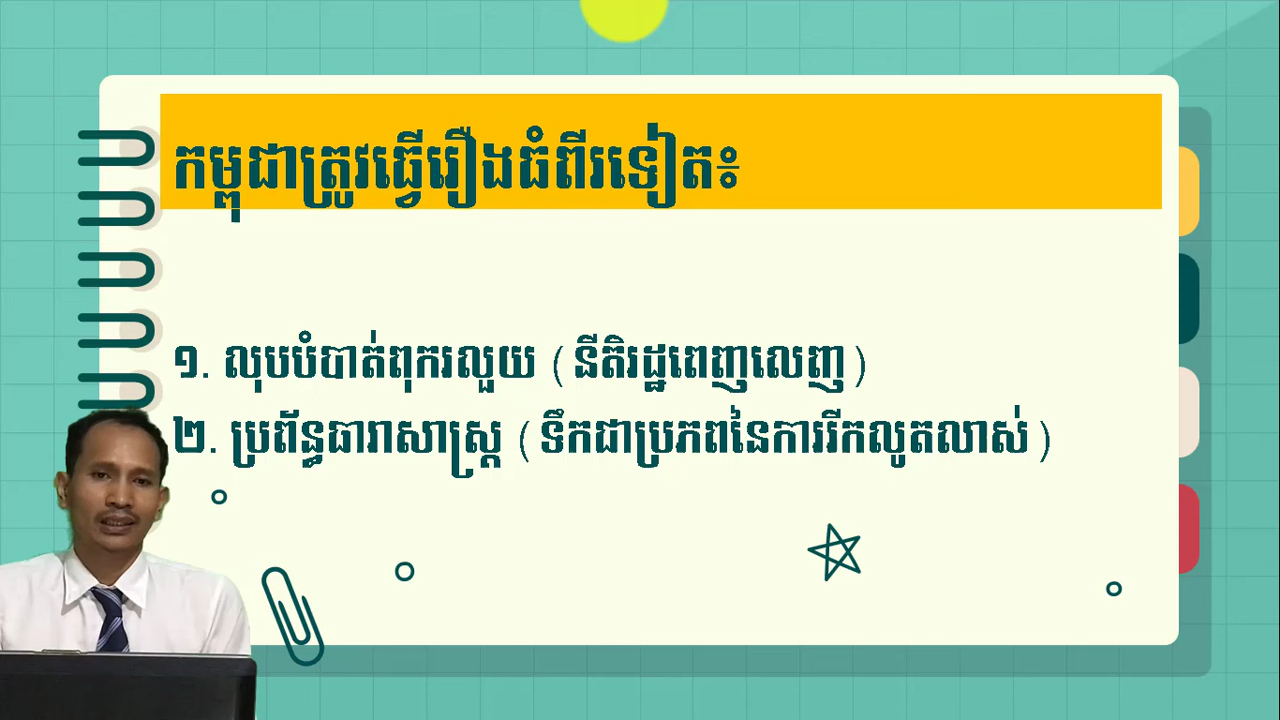 កម្ពុជាត្រូវធ្វើរឿងធំពីរទៀត៖
១. លុបបំបាត់ពុករលួយ (នីតិរដ្ឋពេញលេញ)
២. ប្រព័ន្ធធារាសាស្ត្រ (ទឹកជាប្រភពនៃការរីកលូតលាស់)